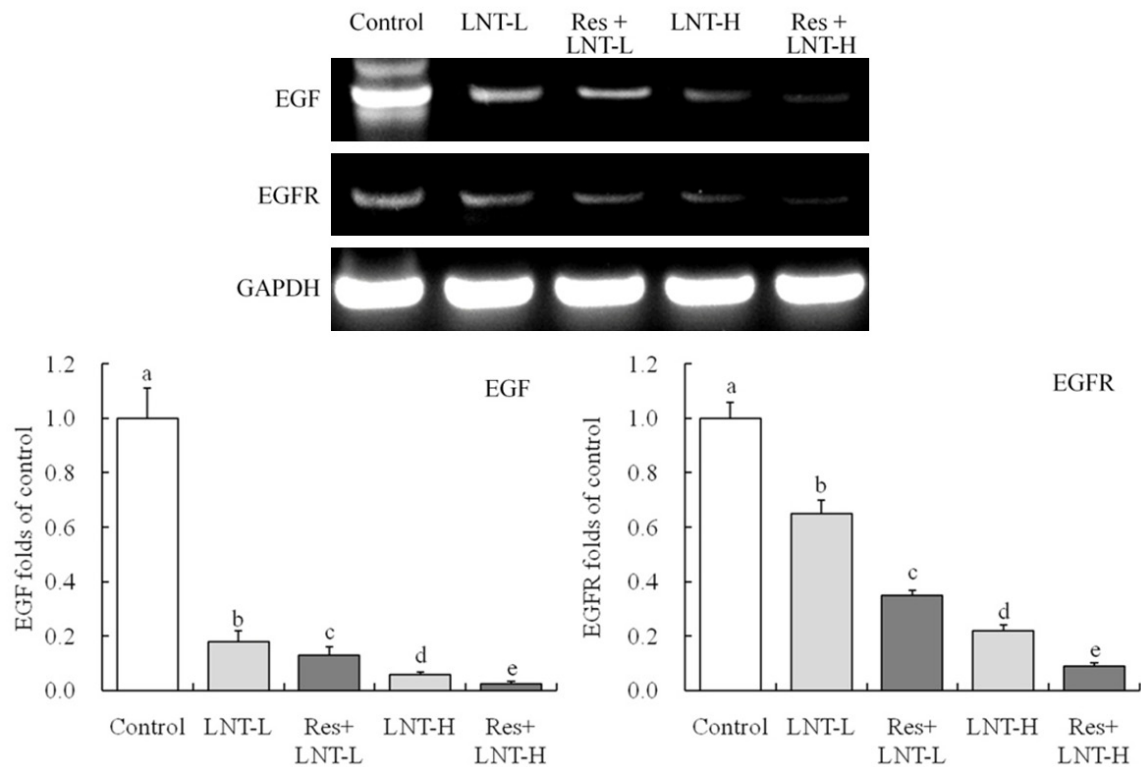 Control LNT-L Res + LNT-L LNT-H Res + LNT-H
EGF
EGFR
GAPDH
EGF folds of control
1.2
1.0
0.8
0.6
0.4
0.2
0.0
EGF
a
b
c
d
e
Control LNT-L Res+ LNT-L LNT-H Res+ LNT-H
EGFR folds of control
1.2
1.0
0.8
0.6
0.4
0.2
0.0
EGFR
a
b
c
d
e
Control LNT-L Res+ LNT-L LNT-H Res+ LNT-H